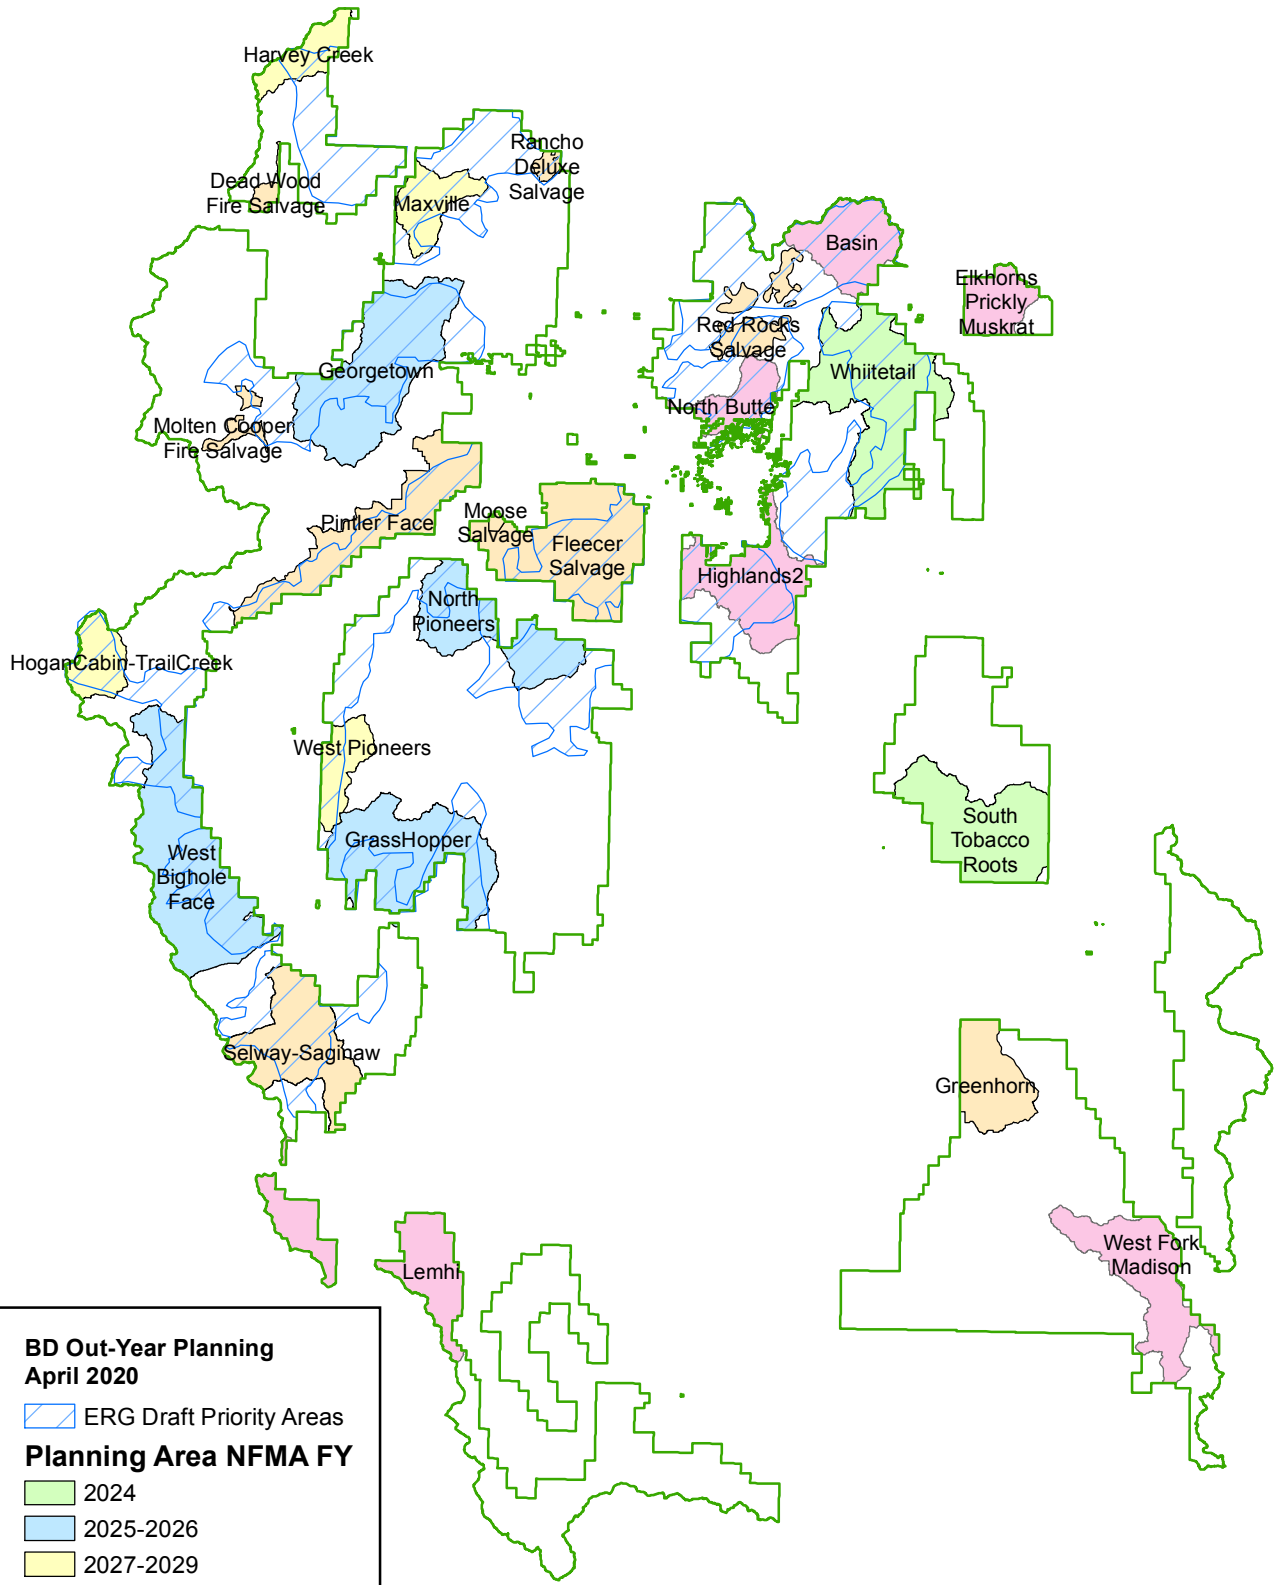 Harvey Creek
Rancho
Deluxe
Salvage
Dead Wood
Fire Salvage
Maxville
Basin
Elkhorns
Prickly
Muskrat
Red Rocks
Salvage
Georgetown
Whiitetail
North Butte
Molten Cooper
Fire Salvage
Pintler Face
Moose
Salvage
Fleecer
Salvage
Highlands2
North
Pioneers
HoganCabin-TrailCreek
West Pioneers
GrassHopper
South
Tobacco
Roots
West
Bighole
Face
Selway-Saginaw
Greenhorn
West Fork
Madison
Lemhi
BD Out-Year Planning
April 2020
ERG Draft Priority Areas
Planning Area NFMA FY
2024
2025-2026
2027-2029